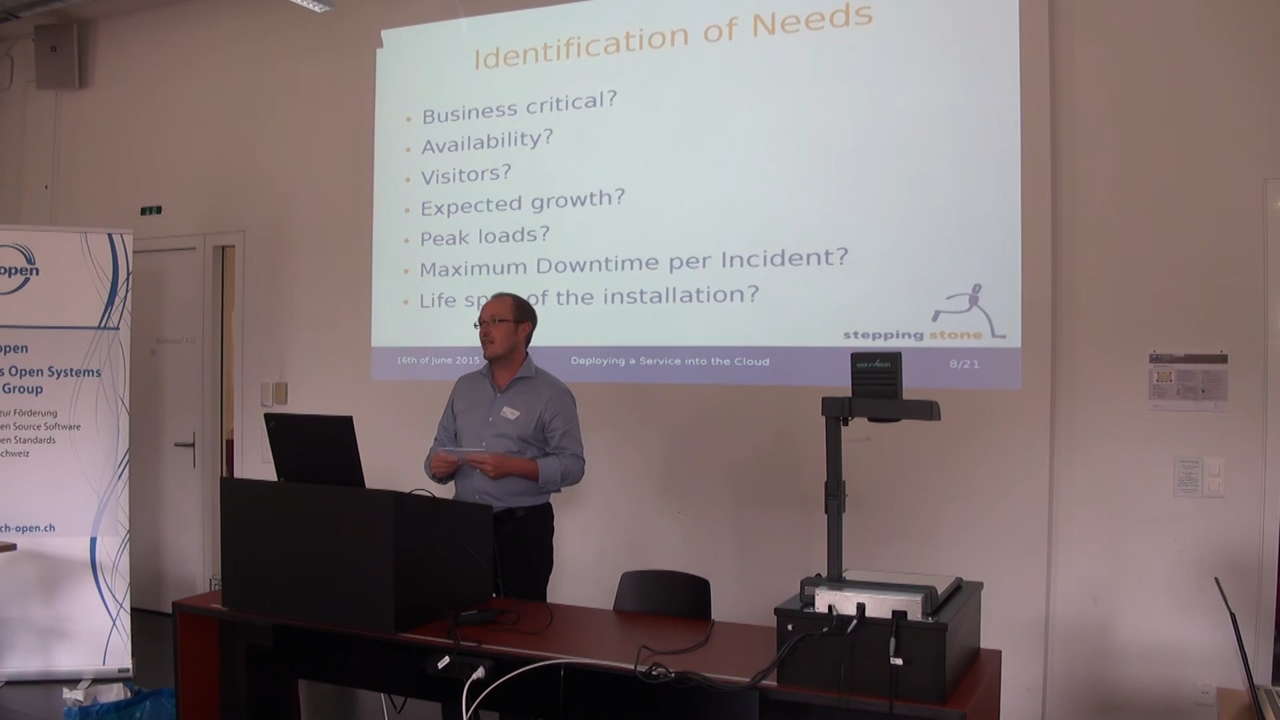 Identification of Needs
Business critical?
Availability?
Visitors?
Expected growth?
Peak loads?
Maximum Downtime per Incident?
Life of the installation?
stepping stone
16th of June 2015
Deploying a Service into the Cloud
8/21
open
open
s Open Systems
Group
zur Förderung
en Source Software
en Standards
chweiz
ch-open.ch